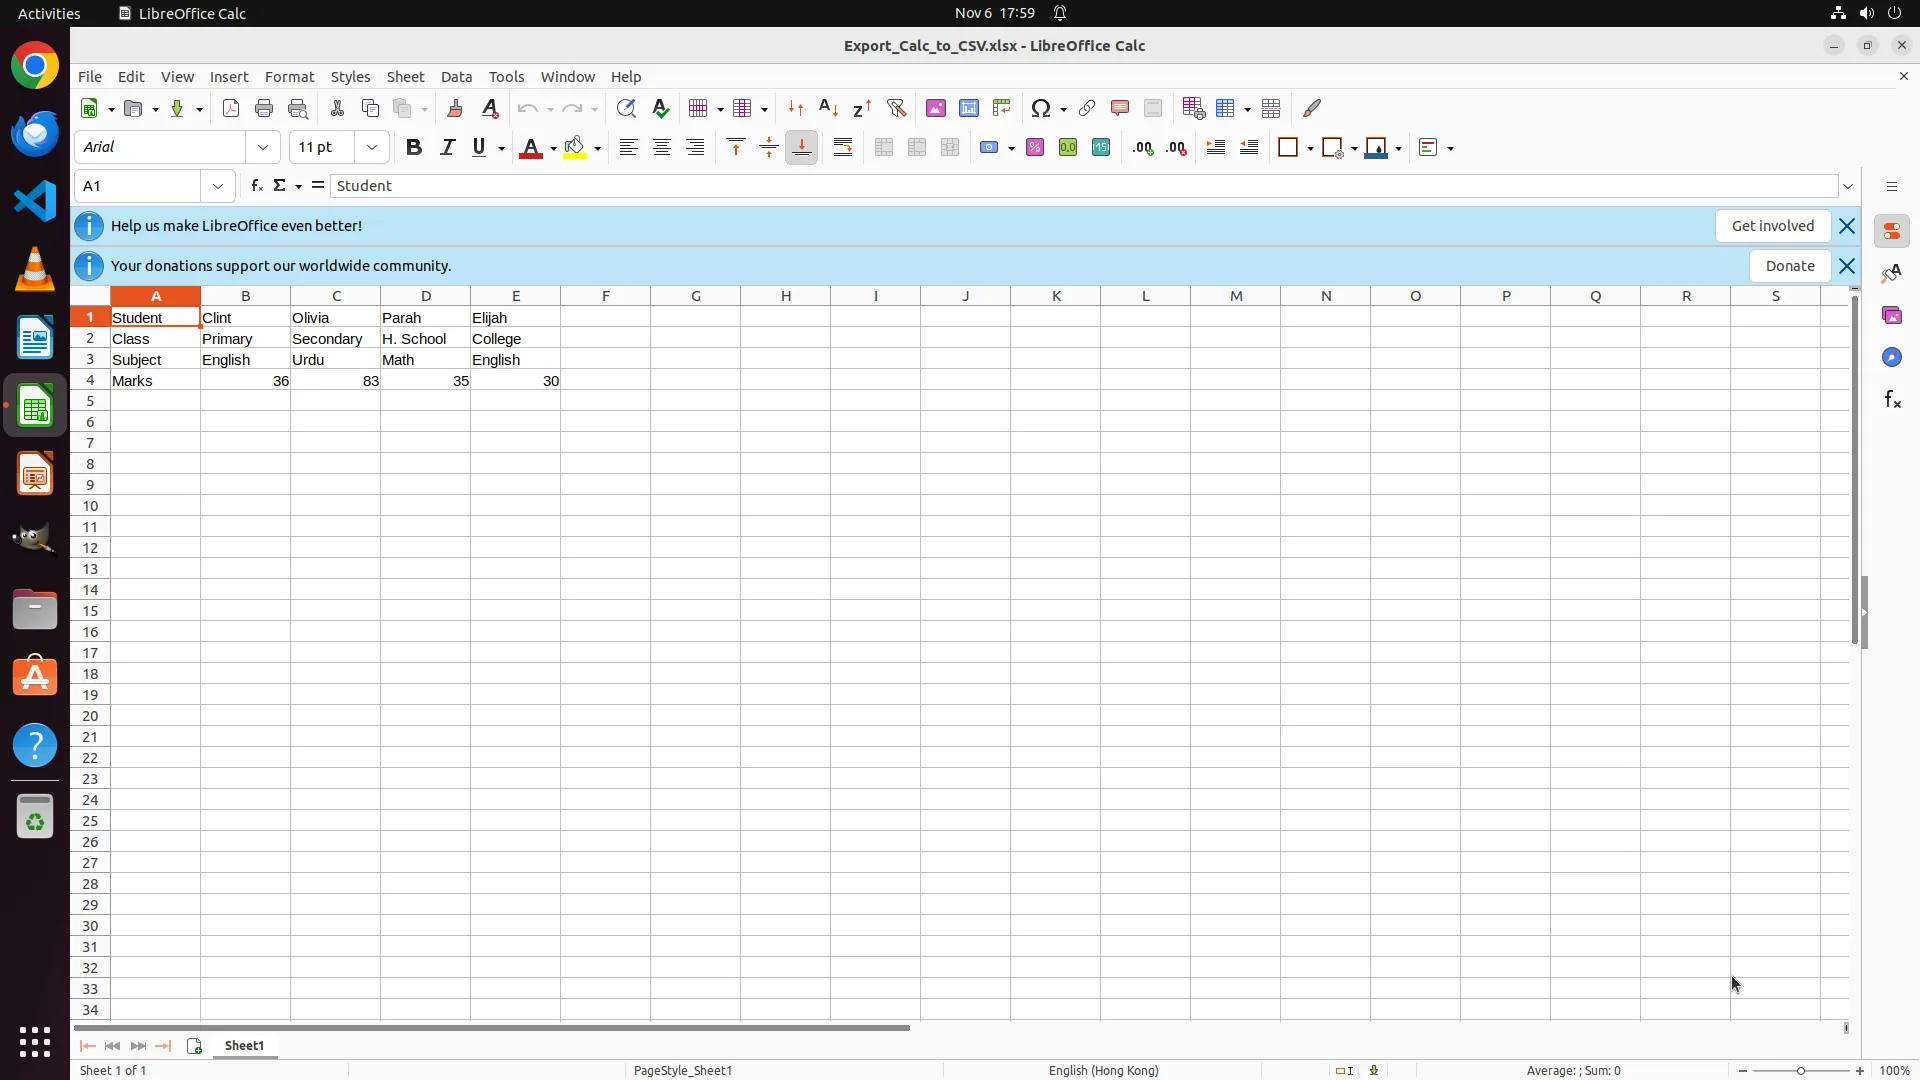 Activities LibreOffice Calc Nov 6 17:59
Export_Calc_to_CSV.xlsx - LibreOffice Calc
File Edit View Insert Format Styles Sheet Data Tools Window Help
Arial 11 pt
A1 Student
Help us make LibreOffice even better! Get involved
Your donations support our worldwide community. Donate
A B C D E F G H I J K L M N O P Q R S
1 Student Clint Olivia Parah Elijah
2 Class Primary Secondary H. School College
3 Subject English Urdu Math English
4 Marks 36 83 35 30
5
6
7
8
9
10
11
12
13
14
15
16
17
18
19
20
21
22
23
24
25
26
27
28
29
30
31
32
33
34
Sheet1
Sheet 1 of 1 PageStyle_Sheet1 English (Hong Kong) Average: ; Sum: 0 100%